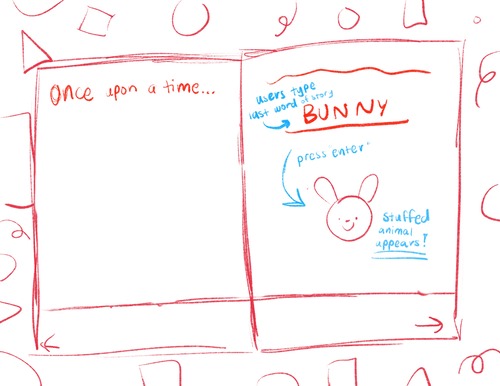 Once upon a time...
users type
last word of story
BUNNY
press enter
stuffed
animal
appears!